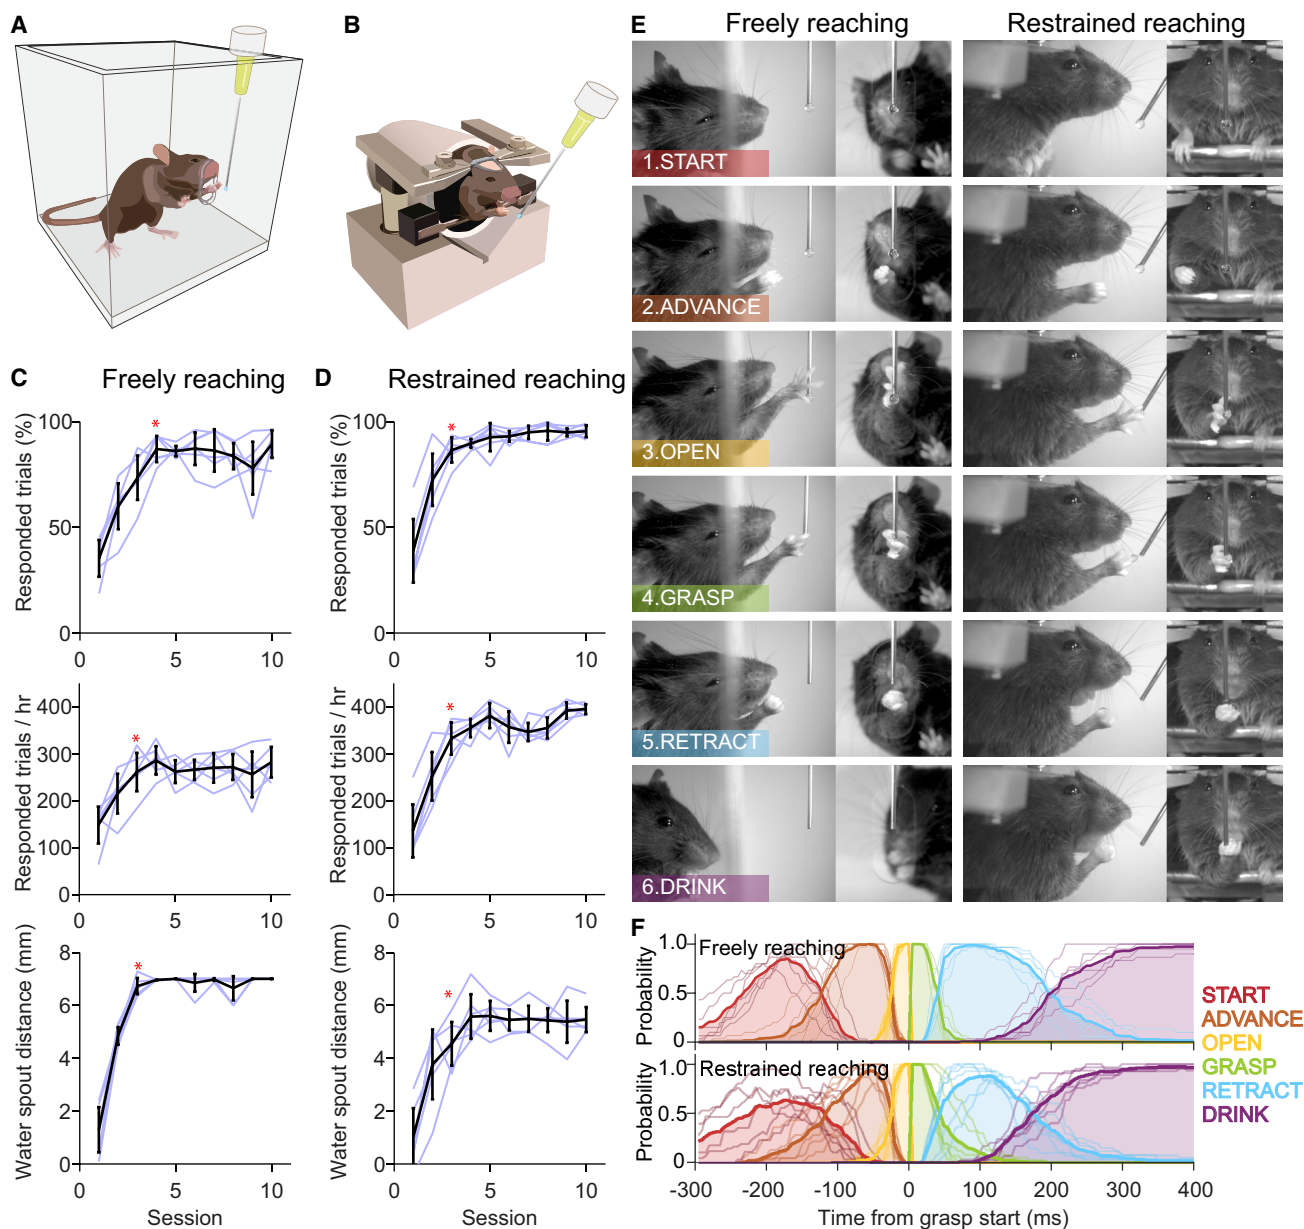 A
B
C Freely reaching
D Restrained reaching
Responded trials (%)
100
50
0
0 5 10
Responded trials (%)
100
50
0
0 5 10
Responded trials / hr
400
300
200
100
0
0 5 10
Responded trials / hr
400
300
200
100
0
0 5 10
Water spout distance (mm)
8
6
4
2
0
0 5 10
Session
Water spout distance (mm)
8
6
4
2
0
0 5 10
Session
*
*
*
*
*
*
E Freely reaching Restrained reaching
1.START
2.ADVANCE
3.OPEN
4.GRASP
5.RETRACT
6.DRINK
F
Freely reaching
Probability
1.0
0.5
0
Restrained reaching
Probability
1.0
0.5
0
-300 -200 -100 0 100 200 300 400
Time from grasp start (ms)
START
ADVANCE
OPEN
GRASP
RETRACT
DRINK